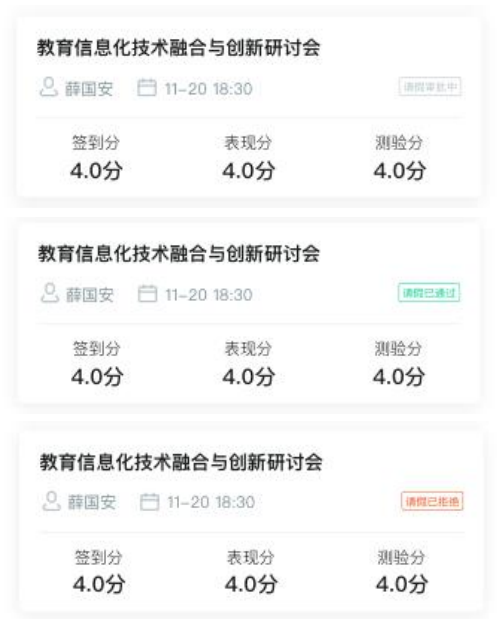 教育信息化技术融合与创新研讨会
薛国安 11-20 18:30 请假审批中
签到分 表现分 测验分
4.0分 4.0分 4.0分
教育信息化技术融合与创新研讨会
薛国安 11-20 18:30 请假已通过
签到分 表现分 测验分
4.0分 4.0分 4.0分
教育信息化技术融合与创新研讨会
薛国安 11-20 18:30 请假已拒绝
签到分 表现分 测验分
4.0分 4.0分 4.0分